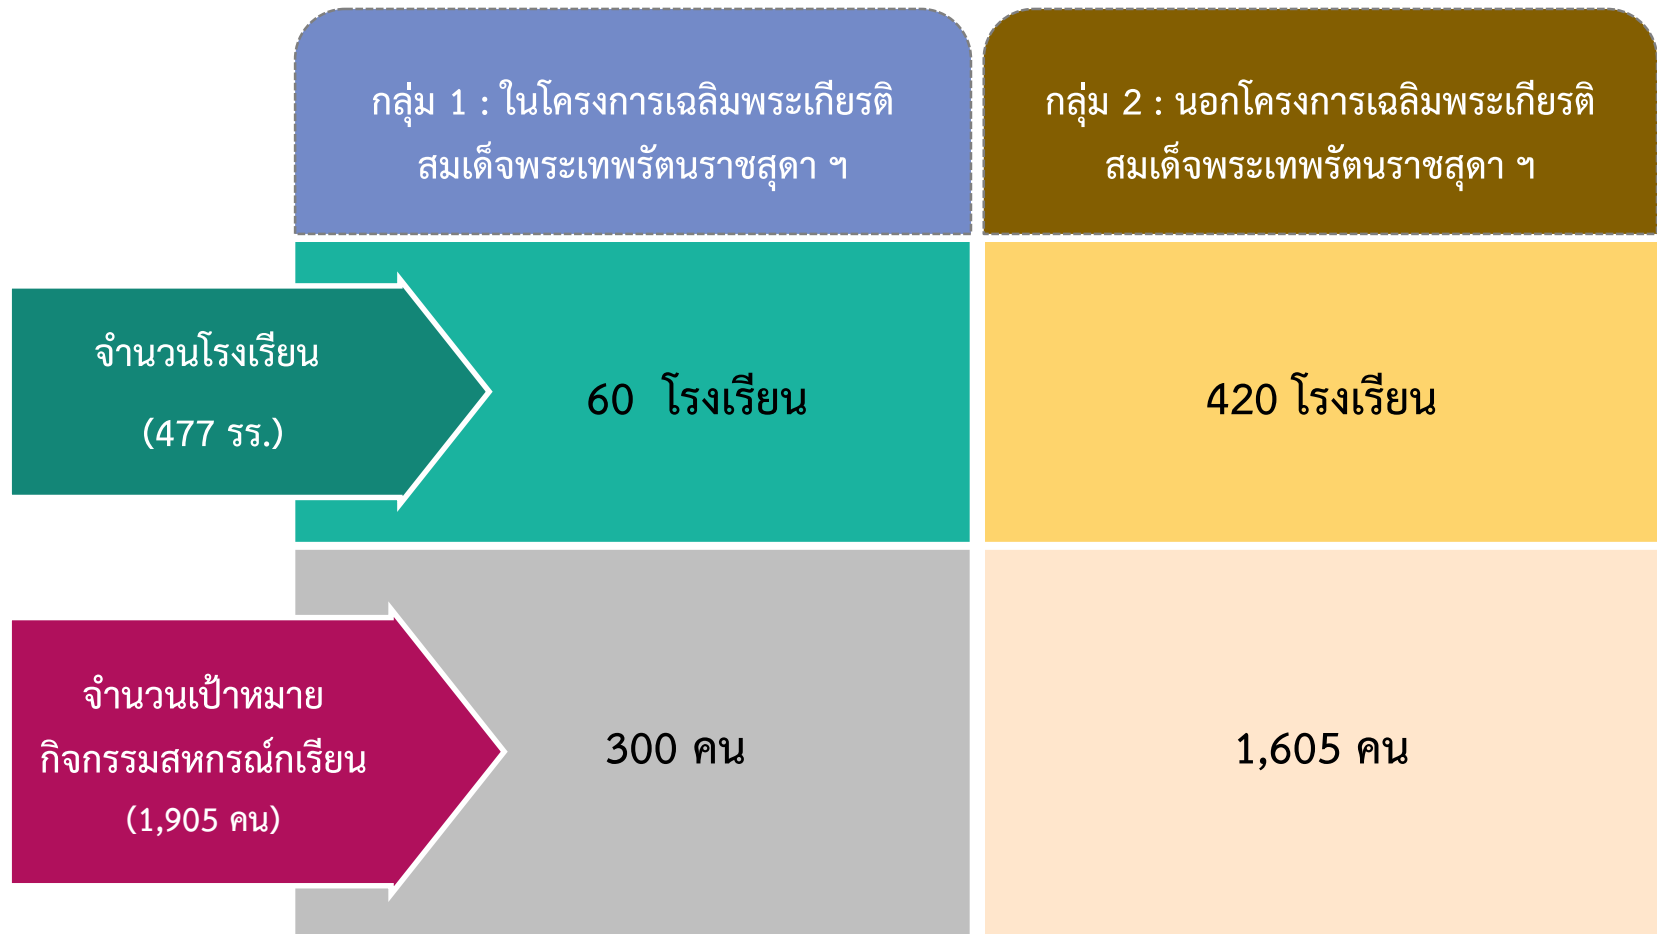 กลุ่ม 1 : ในโครงการเฉลิมพระเกียรติ
สมเด็จพระเทพรัตนราชสุดา ฯ
กลุ่ม 2 : นอกโครงการเฉลิมพระเกียรติ
สมเด็จพระเทพรัตนราชสุดา ฯ
จำนวนโรงเรียน
(477 รร.)
60 โรงเรียน
420 โรงเรียน
จำนวนเป้าหมาย
กิจกรรมสหกรณ์กเรียน
(1,905 คน)
300 คน
1,605 คน